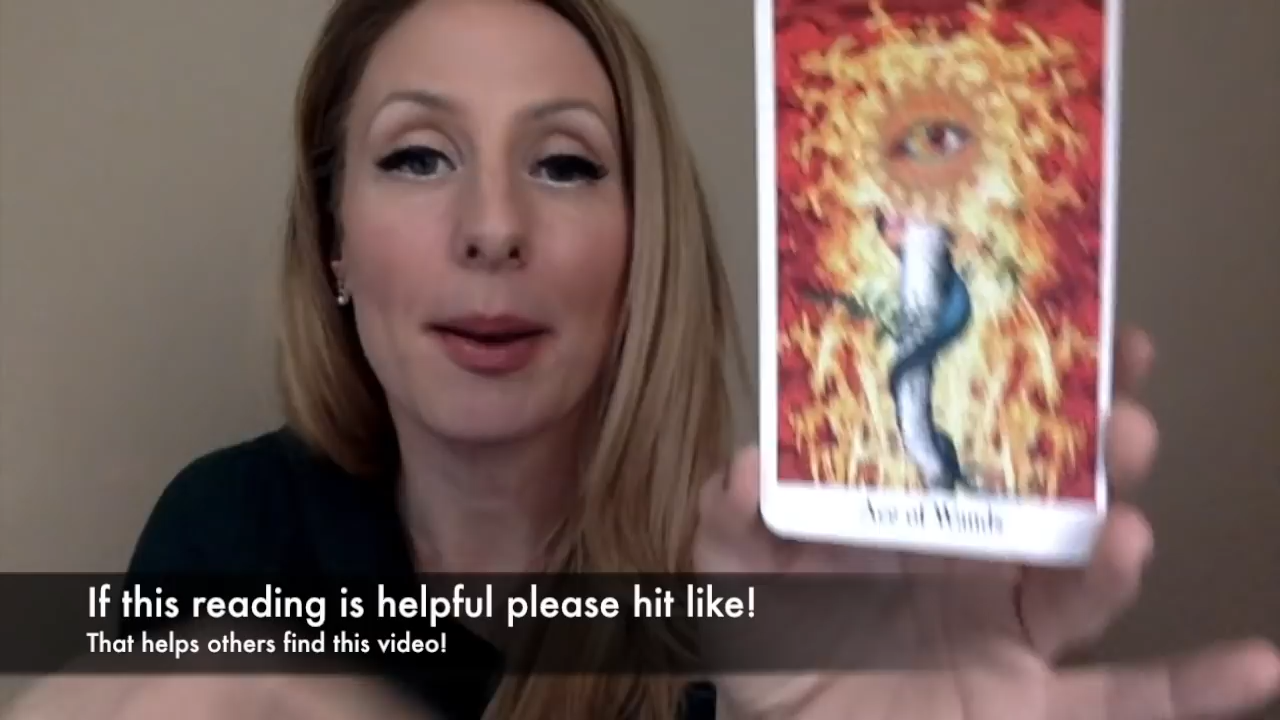 Ace of Wands
If this reading is helpful please hit like!
That helps others find this video!